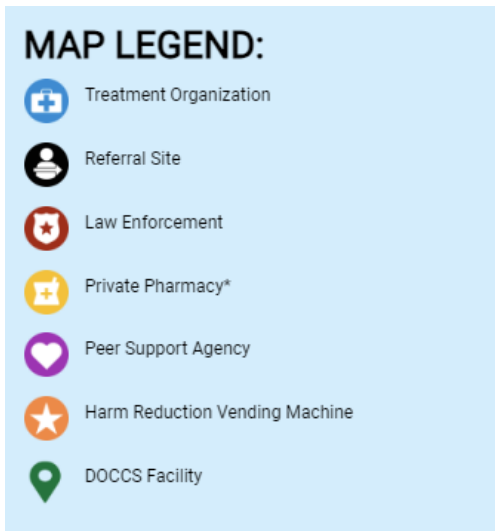 MAP LEGEND:
Treatment Organization
Referral Site
Law Enforcement
Private Pharmacy*
Peer Support Agency
Harm Reduction Vending Machine
DOCCS Facility